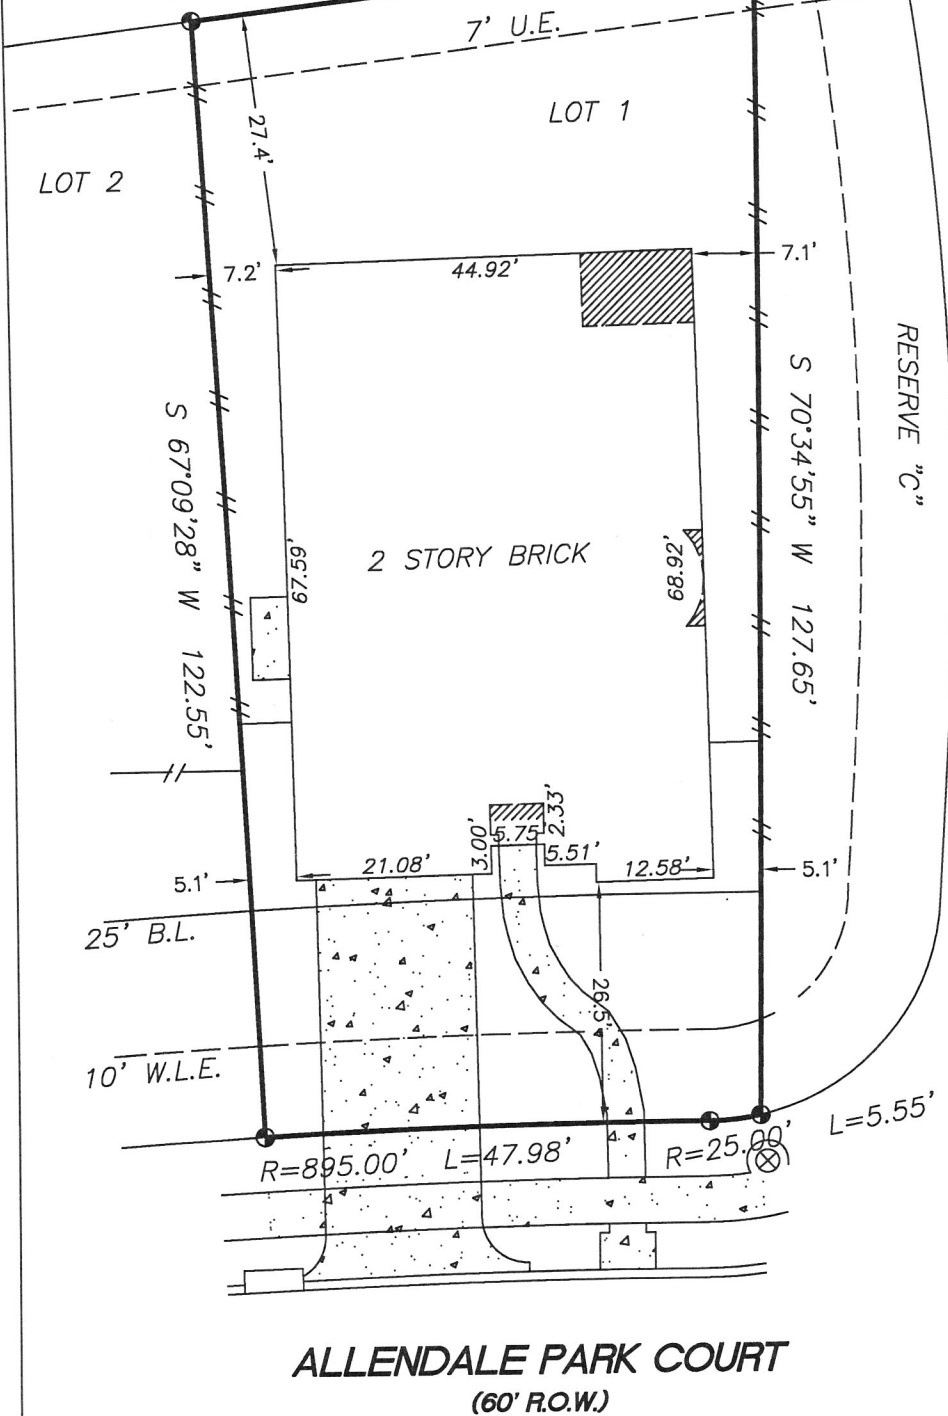 7' U.E.
LOT 1
27.4'
LOT 2
7.2'
44.92'
7.1'
RESERVE "C"
S 67°09'28" W 122.55'
S 70°34'55" W 127.65'
67.59'
2 STORY BRICK
68.92'
2.33'
3.00'
5.75'
5.51'
21.08'
12.58'
5.1'
5.1'
25' B.L.
26.5'
10' W.L.E.
R=895.00'
L=47.98'
R=25.00'
L=5.55'
ALLENDALE PARK COURT
(60' R.O.W.)